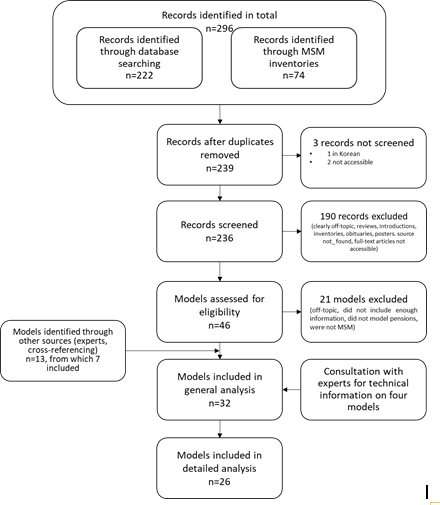 Records identified in total
n=296
Records identified
through database
searching
n=222
Records identified
through MSM
inventories
n=74
Records after duplicates
removed
n=239
3 records not screened
• 1 in Korean
• 2 not accessible
Records screened
n=236
190 records excluded
(clearly off-topic, reviews, introductions,
inventories, obituaries, posters. source
not_ found, full-text articles not
accessible)
Models assessed for
eligibility
n=46
21 models excluded
(off-topic, did not include enough
information, did not model pensions,
were not MSM)
Models identified through
other sources (experts,
cross-referencing)
n=13, from which 7
included
Models included in
general analysis
n=32
Consultation with
experts for technical
information on four
models
Models included in
detailed analysis
n=26